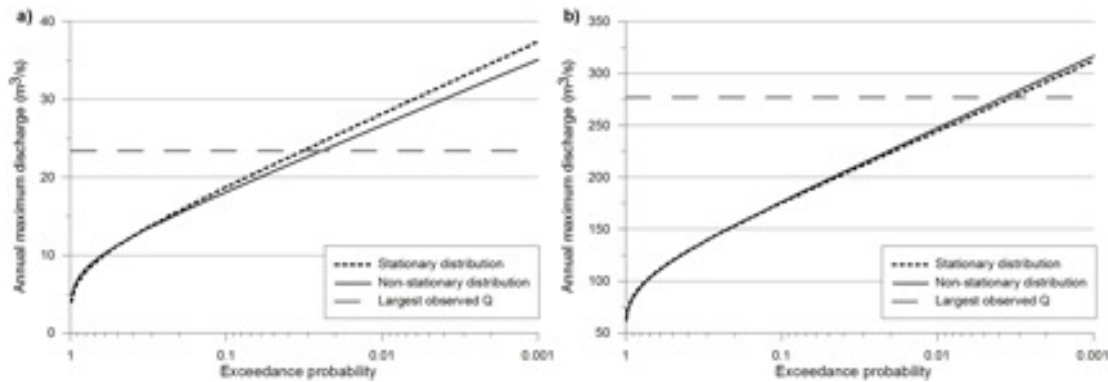 a)
40
30
20
10
0
Annual maximum discharge (m³/s)
Stationary distribution
Non-stationary distribution
Largest observed Q
1 0.1 0.01 0.001
Exceedance probability
b)
350
300
250
200
150
100
50
Annual maximum discharge (m³/s)
Stationary distribution
Non-stationary distribution
Largest observed Q
1 0.1 0.01 0.001
Exceedance probability